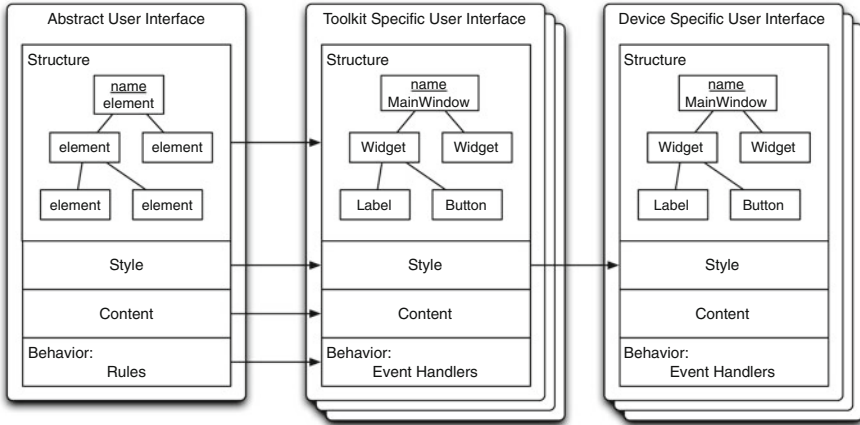 Abstract User Interface
Structure
name
element
element
element
element
element
Style
Content
Behavior:
Rules
Toolkit Specific User Interface
Structure
name
MainWindow
Widget
Widget
Label
Button
Style
Content
Behavior:
Event Handlers
Device Specific User Interface
Structure
name
MainWindow
Widget
Widget
Label
Button
Style
Content
Behavior:
Event Handlers